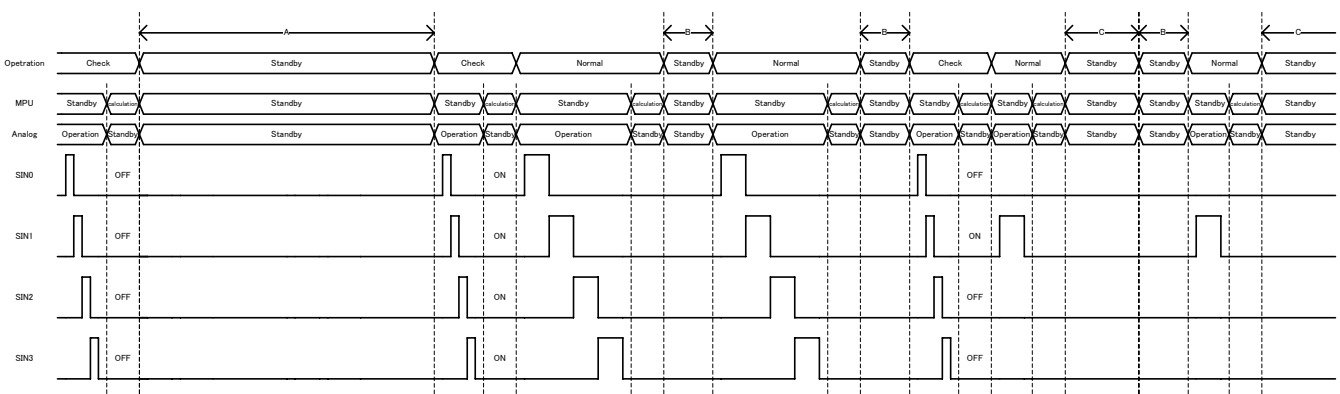 A B B C B C
Opetration Check Standby Check Normal Standby Normal Standby Check Normal Standby Standby Normal Standby
MPU Standby calculation Standby Standby calculation Standby calculation Standby Standby calculation Standby Standby calculation Standby calculation Standby Standby Standby calculation Standby
Analog Operation Standby Standby Operation Standby Operation Standby Standby Operation Standby Standby Operation Standby Operation Standby Standby Standby Operation Standby Standby
SIN0 OFF ON OFF
SIN1 OFF ON ON
SIN2 OFF ON OFF
SIN3 OFF ON OFF